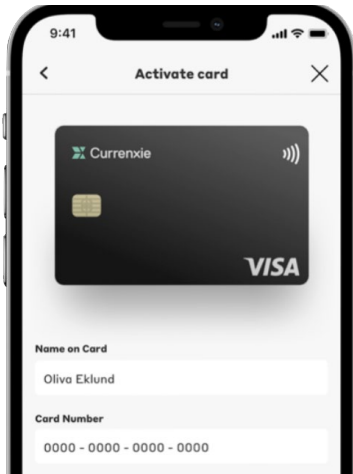 9:41
Activate card
Currenxie
VISA
Name on Card
Oliva Eklund
Card Number
0000 - 0000 - 0000 - 0000